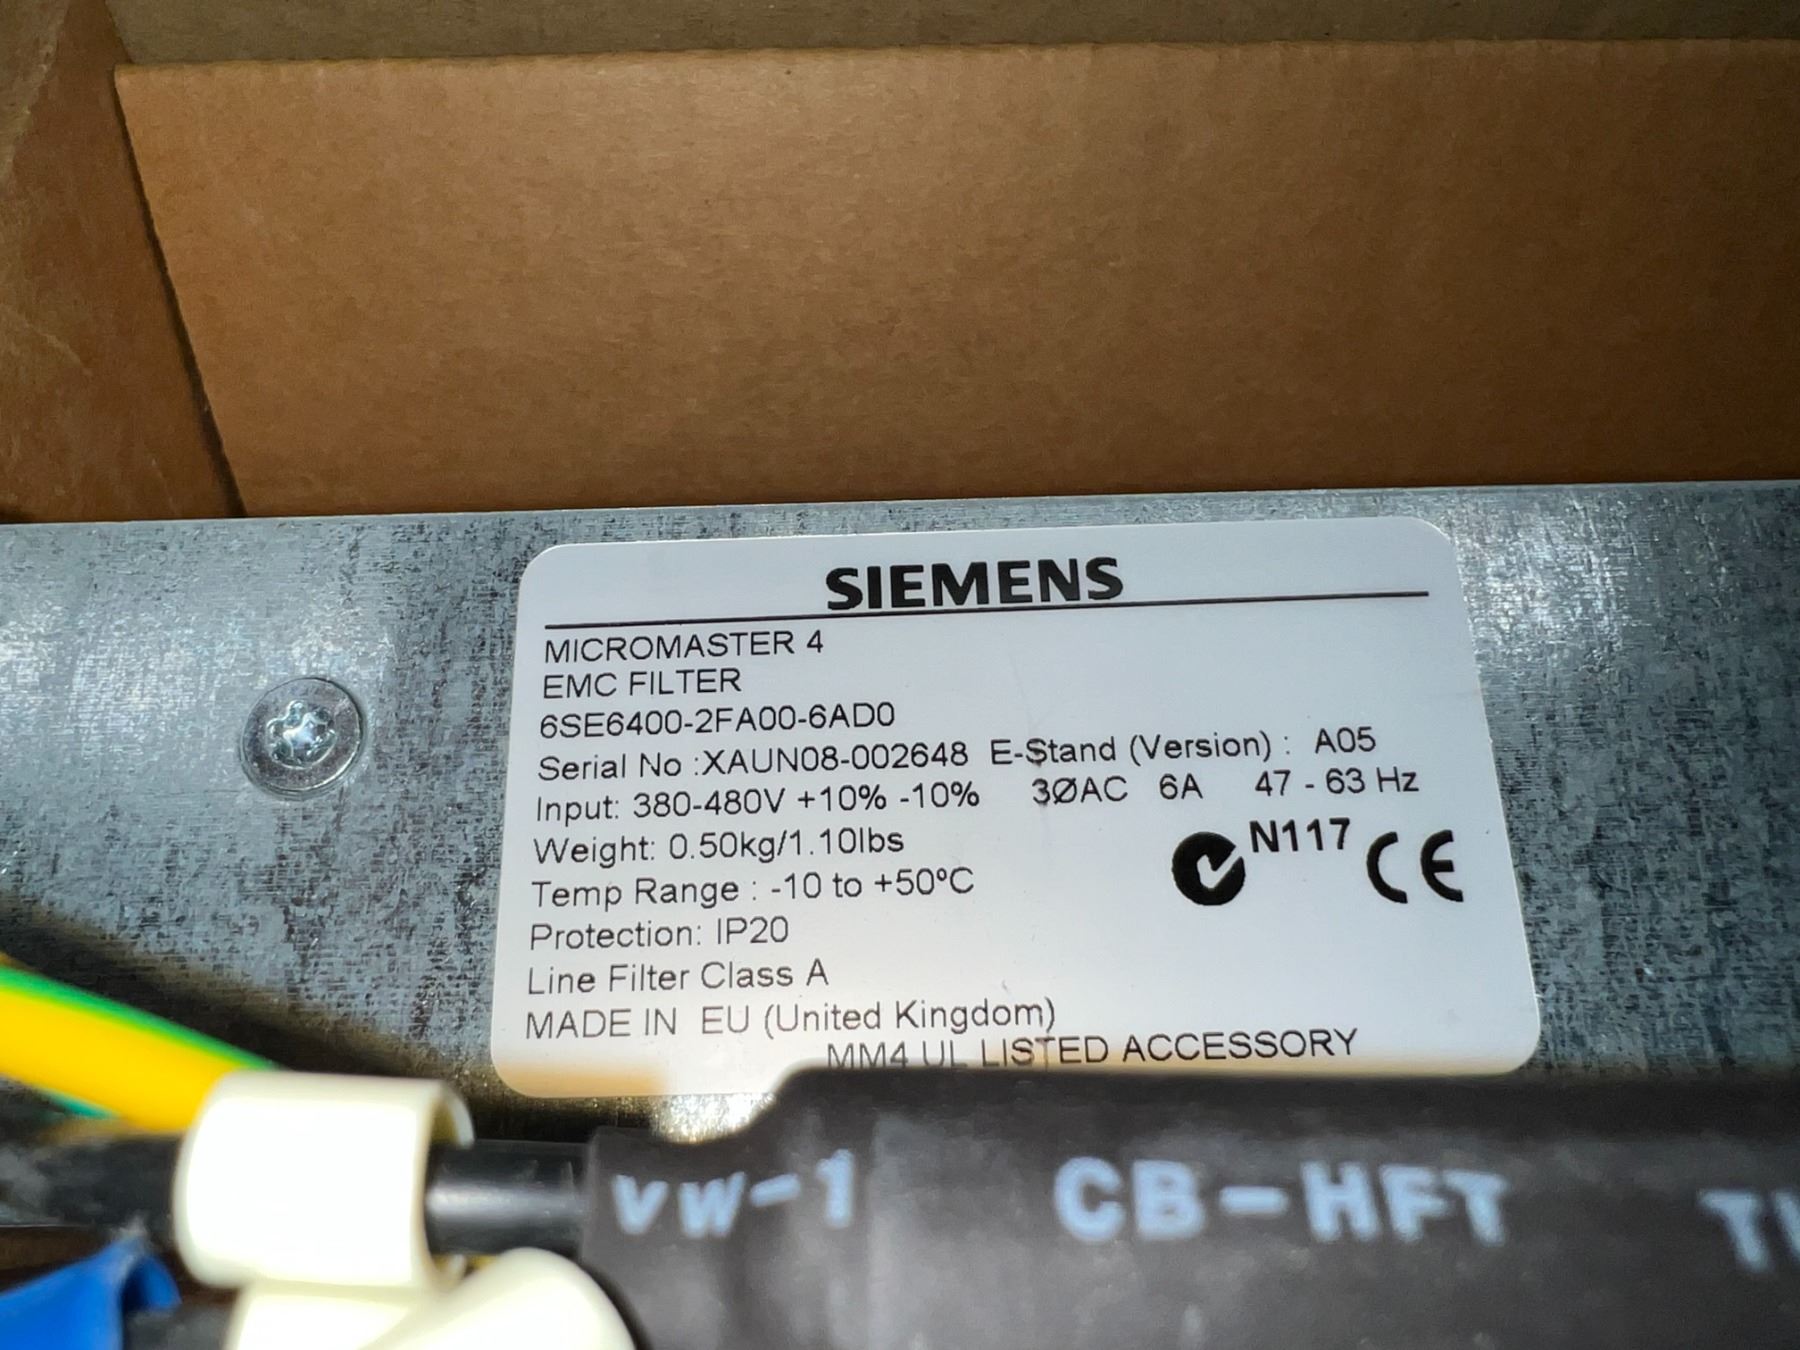 SIEMENS
MICROMASTER 4
EMC FILTER
6SE6400-2FA00-6AD0
Serial No :XAUN08-002648 E-Stand (Version) : A05
Input: 380-480V +10% -10% 3ØAC 6A 47 - 63 Hz
Weight: 0.50kg/1.10lbs
N117 CE
Temp Range : -10 to +50ºC
Protection: IP20
Line Filter Class A
MADE IN EU (United Kingdom)
MM4 UL LISTED ACCESSORY
VW-1 CB-HFT